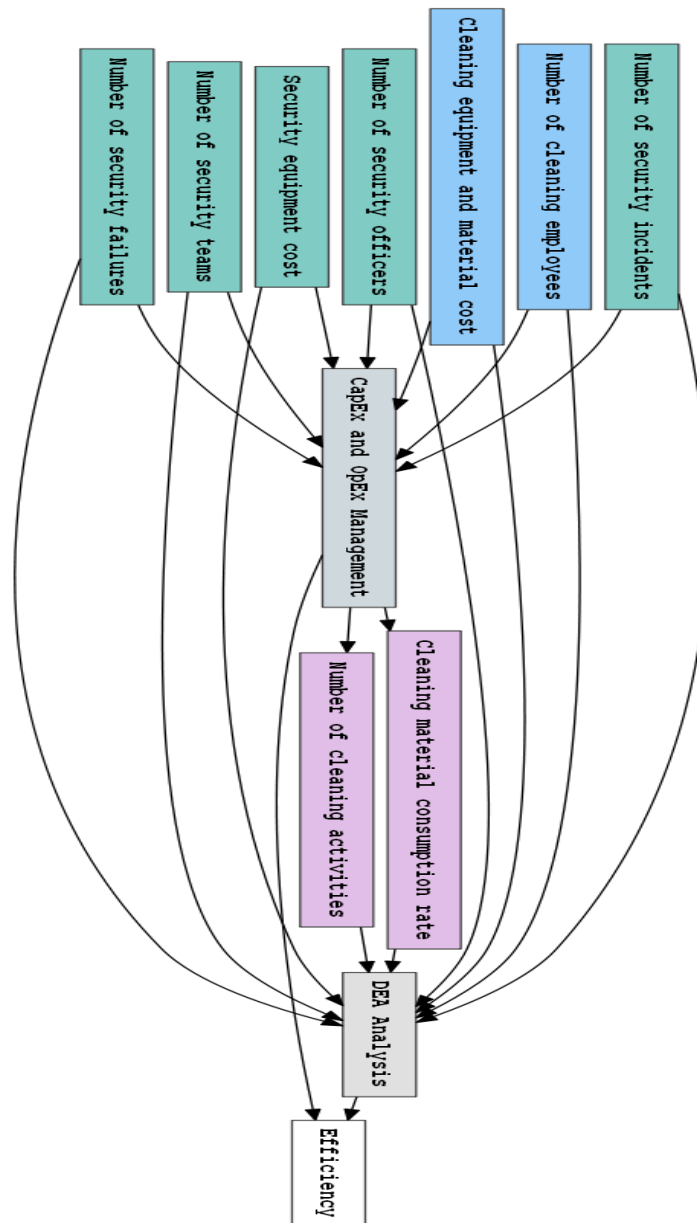 Number of security incidents
Number of cleaning employees
Cleaning equipment and material cost
Number of security officers
Security equipment cost
Number of security teams
Number of security failures
CapEx and OpEx Management
Cleaning material consumption rate
Number of cleaning activities
DEA Analysis
Efficiency